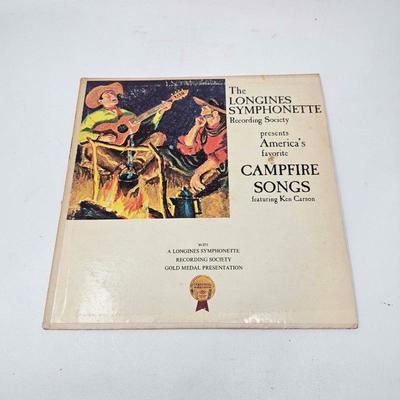 The
LONGINES
SYMPHONETTE
Recording Society
presents
America's
favorite
CAMPFIRE
SONGS
featuring Ken Carson
A LONGINES SYMPHONETTE
RECORDING SOCIETY
GOLD MEDAL PRESENTATION